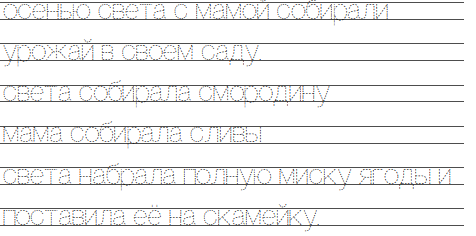 осенью света с мамой собирали
урожай в своем саду.
света собирала смородину
мама собирала сливы
света набрала полную миску ягоды и
поставила её на скамейку.